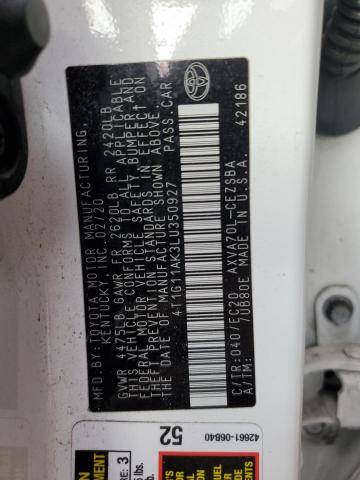 MFD.BY:TOYOTA MOTOR MANUFACTURING,
KENTUCKY, INC. 02/20
GVWR 4475LB GAWR FR 2620LB RR 2420LB
THIS VEHICLE CONFORMS TO ALL APPLICABLE
FEDERAL MOTOR VEHICLE SAFETY, BUMPER, AND
THEFT PREVENTION STANDARDS IN EFFECT ON
THE DATE OF MANUFACTURE SHOWN ABOVE.
4T1G11AK3LU350927 PASS.CAR
C/TR:040/EC20 AXVA70L-CEZSBA
A/TM: 7UB80E MADE IN U.S.A. 42186
52
42661-06B40
3
lbs.